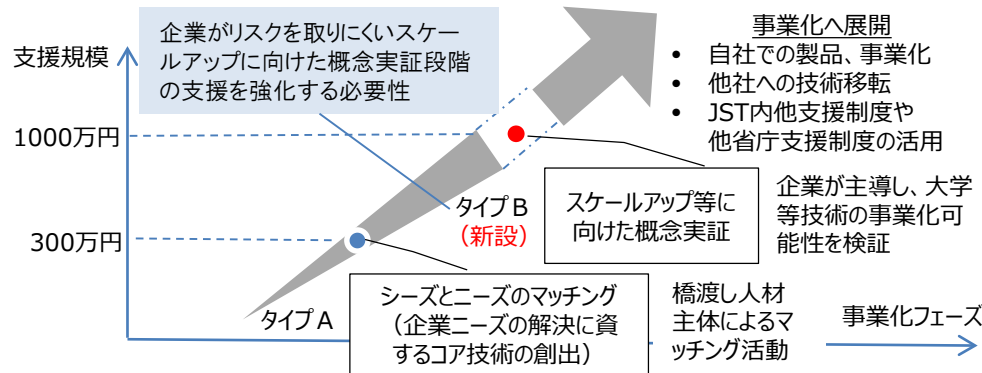 支援規模
企業がリスクを取りにくいスケー
ルアップに向けた概念実証段階
の支援を強化する必要性
事業化へ展開
• 自社での製品、事業化
• 他社への技術移転
• JST内他支援制度や
他省庁支援制度の活用
1000万円
300万円
タイプB
（新設）
スケールアップ等に
向けた概念実証
企業が主導し、大学
等技術の事業化可
能性を検証
タイプA
シーズとニーズのマッチング
（企業ニーズの解決に資
するコア技術の創出）
橋渡し人材
主体によるマ
ッチング活動
事業化フェーズ